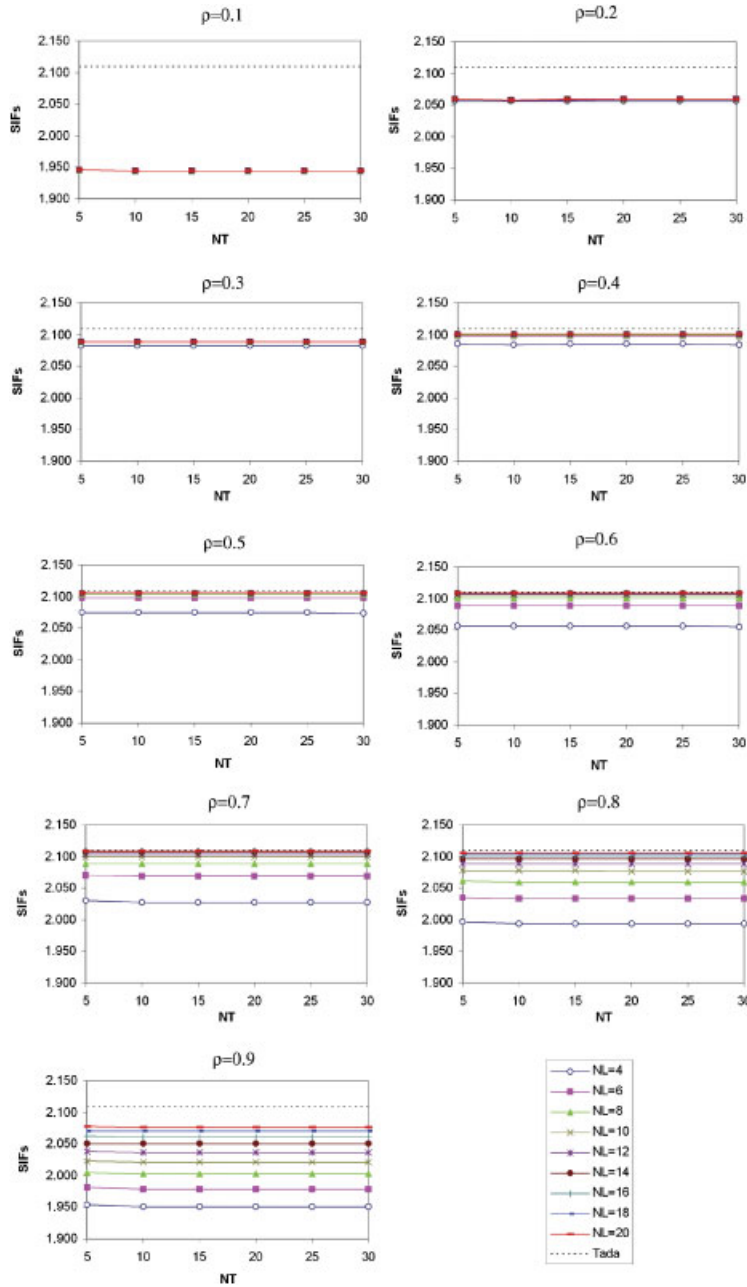 ρ=0.1
2.150
2.100
2.050
2.000
1.950
1.900
SIFs
5 10 15 20 25 30
NT
ρ=0.2
2.150
2.100
2.050
2.000
1.950
1.900
SIFs
5 10 15 20 25 30
NT
ρ=0.3
2.150
2.100
2.050
2.000
1.950
1.900
SIFs
5 10 15 20 25 30
NT
ρ=0.4
2.150
2.100
2.050
2.000
1.950
1.900
SIFs
5 10 15 20 25 30
NT
ρ=0.5
2.150
2.100
2.050
2.000
1.950
1.900
SIFs
5 10 15 20 25 30
NT
ρ=0.6
2.150
2.100
2.050
2.000
1.950
1.900
SIFs
5 10 15 20 25 30
NT
ρ=0.7
2.150
2.100
2.050
2.000
1.950
1.900
SIFs
5 10 15 20 25 30
NT
ρ=0.8
2.150
2.100
2.050
2.000
1.950
1.900
SIFs
5 10 15 20 25 30
NT
ρ=0.9
2.150
2.100
2.050
2.000
1.950
1.900
SIFs
5 10 15 20 25 30
NT
NL=4
NL=6
NL=8
NL=10
NL=12
NL=14
NL=16
NL=18
NL=20
Tada